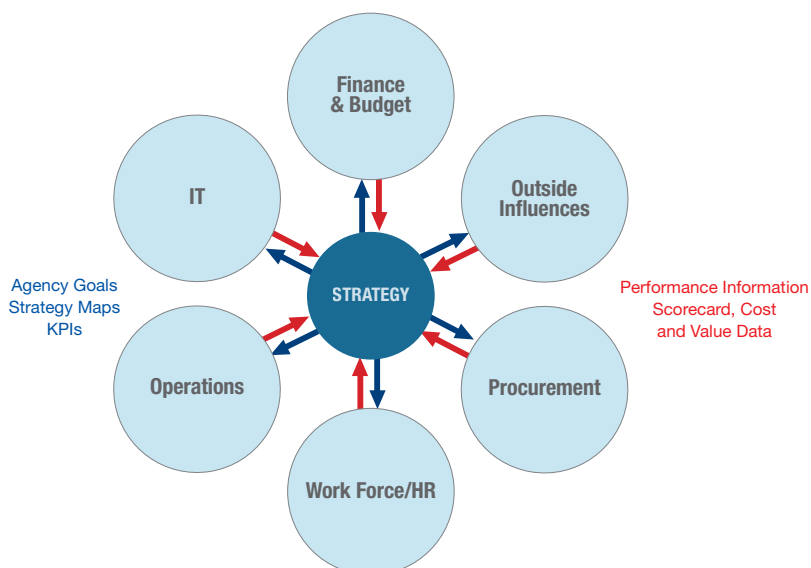 Finance
& Budget
IT
Outside
Influences
Agency Goals
Strategy Maps
KPIs
STRATEGY
Performance Information
Scorecard, Cost
and Value Data
Operations
Procurement
Work Force/HR